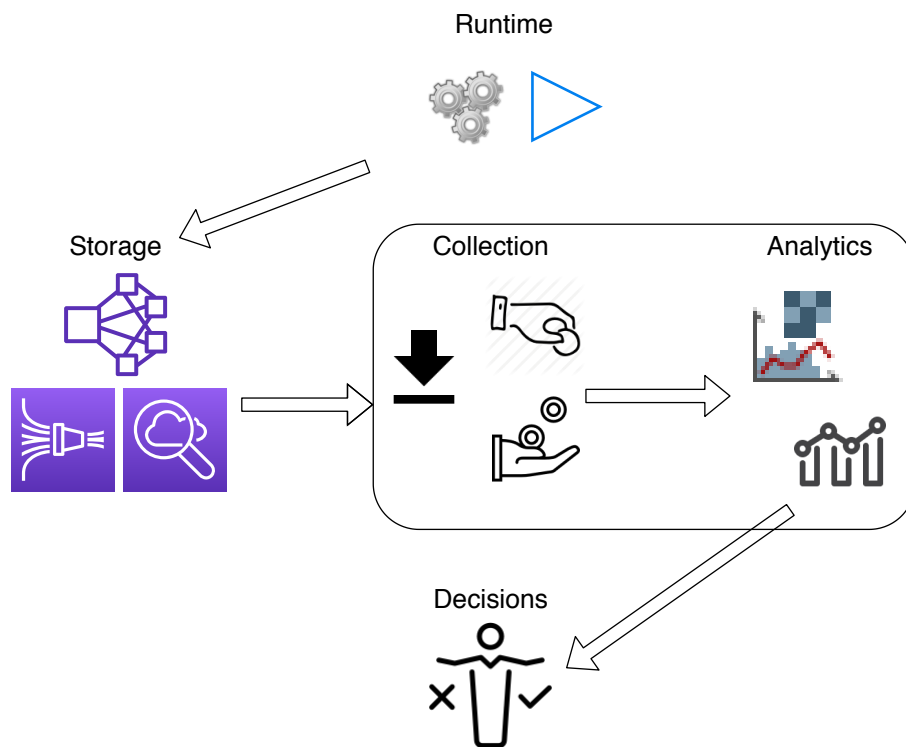 Runtime
Storage
Collection
Analytics
Decisions